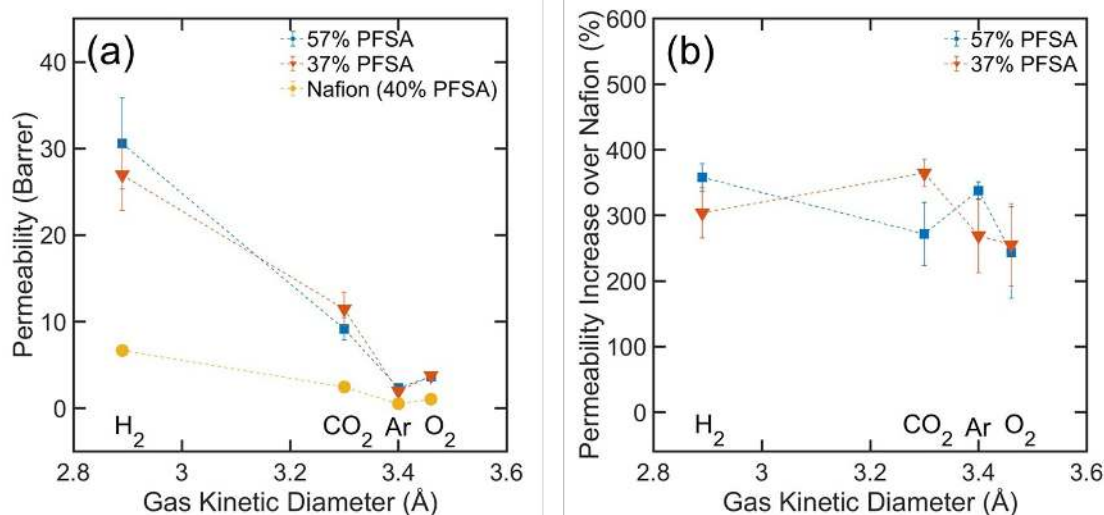 (a)
57% PFSA
37% PFSA
Nafion (40% PFSA)
Permeability (Barrer)
40
30
20
10
0
H2
CO2
Ar
O2
2.8
3
3.2
3.4
3.6
Gas Kinetic Diameter (Å)
(b)
57% PFSA
37% PFSA
Permeability Increase over Nafion (%)
600
500
400
300
200
100
0
H2
CO2
Ar
O2
2.8
3
3.2
3.4
3.6
Gas Kinetic Diameter (Å)